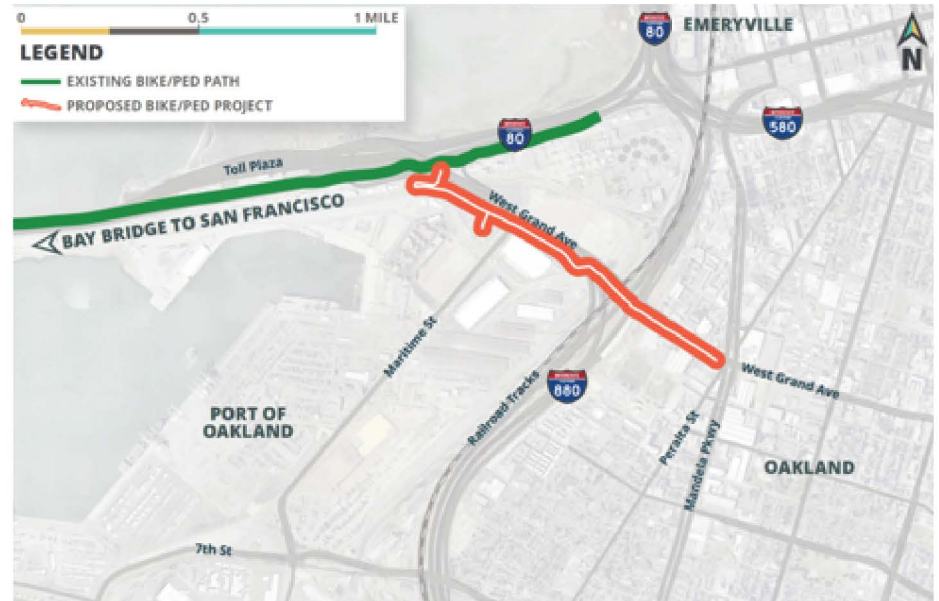 0 0.5 1 MILE
LEGEND
EXISTING BIKE/PED PATH
PROPOSED BIKE/PED PROJECT
80
EMERYVILLE
N
80
580
Toll Plaza
BAY BRIDGE TO SAN FRANCISCO
West Grand Ave
Maritime St
Railroad Tracks
880
West Grand Ave
PORT OF
OAKLAND
Peralta St
Mandela Pkwy
OAKLAND
7th St